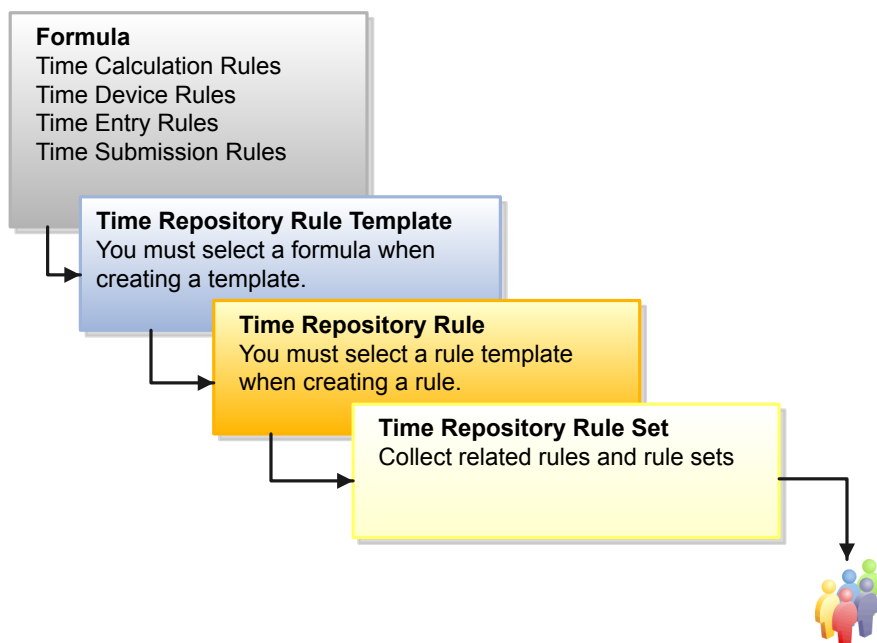 Formula
Time Calculation Rules
Time Device Rules
Time Entry Rules
Time Submission Rules
Time Repository Rule Template
You must select a formula when
creating a template.
Time Repository Rule
You must select a rule template
when creating a rule.
Time Repository Rule Set
Collect related rules and rule sets